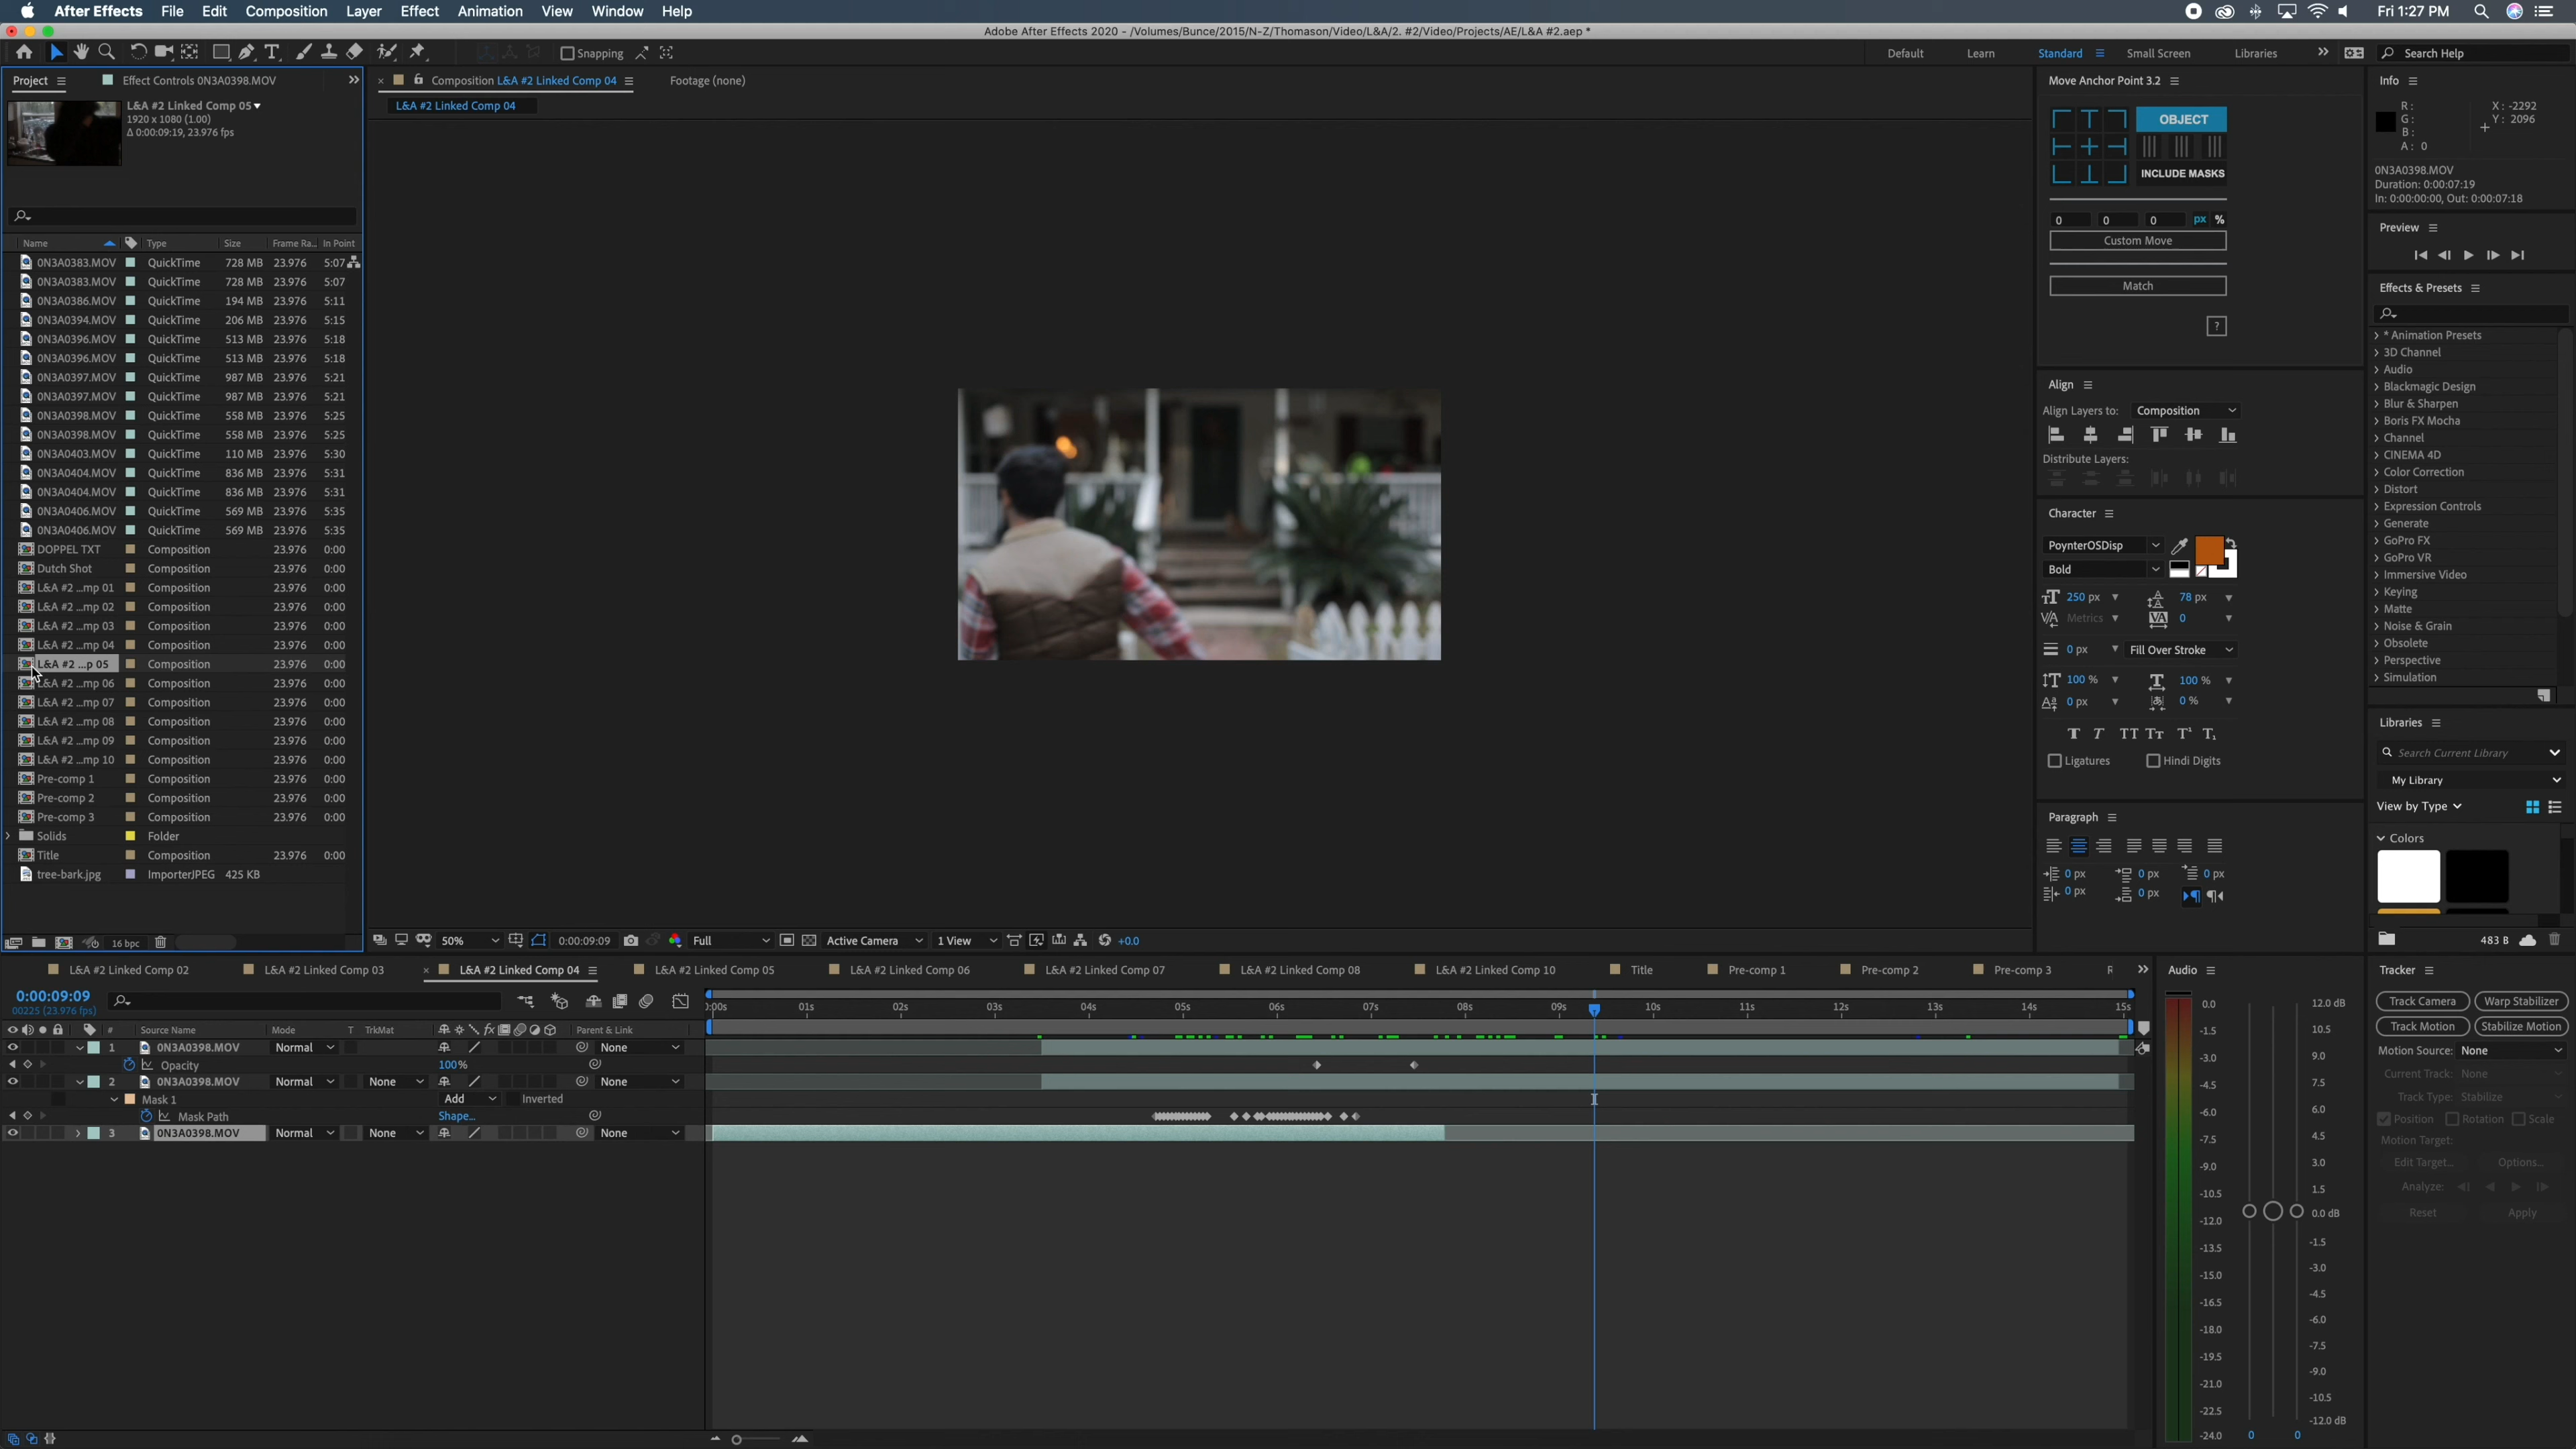 After Effects File Edit Composition Layer Effect Animation View Window Help
Fri 1:27 PM
Adobe After Effects 2020 - /Volumes/Bunce/2015/N-Z/Thomason/Video/L&A/2. #2/Video/Projects/AE/L&A #2.aep *
Snapping
Default Learn Standard Small Screen Libraries
Search Help
Project
Effect Controls 0N3A0398.MOV
L&A #2 Linked Comp 05
1920 x 1080 (1.00)
Δ 0:00:09:19, 23.976 fps
Name Type Size Frame Ra... In Point
0N3A0383.MOV QuickTime 728 MB 23.976 5:07
0N3A0383.MOV QuickTime 728 MB 23.976 5:07
0N3A0386.MOV QuickTime 194 MB 23.976 5:11
0N3A0394.MOV QuickTime 206 MB 23.976 5:15
0N3A0396.MOV QuickTime 513 MB 23.976 5:18
0N3A0396.MOV QuickTime 513 MB 23.976 5:18
0N3A0397.MOV QuickTime 987 MB 23.976 5:21
0N3A0397.MOV QuickTime 987 MB 23.976 5:21
0N3A0398.MOV QuickTime 558 MB 23.976 5:25
0N3A0398.MOV QuickTime 558 MB 23.976 5:25
0N3A0403.MOV QuickTime 110 MB 23.976 5:30
0N3A0404.MOV QuickTime 836 MB 23.976 5:31
0N3A0404.MOV QuickTime 836 MB 23.976 5:31
0N3A0406.MOV QuickTime 569 MB 23.976 5:35
0N3A0406.MOV QuickTime 569 MB 23.976 5:35
DOPPEL TXT Composition 23.976 0:00
Dutch Shot Composition 23.976 0:00
L&A #2 ...mp 01 Composition 23.976 0:00
L&A #2 ...mp 02 Composition 23.976 0:00
L&A #2 ...mp 03 Composition 23.976 0:00
L&A #2 ...mp 04 Composition 23.976 0:00
L&A #2 ...p 05 Composition 23.976 0:00
L&A #2 ...mp 06 Composition 23.976 0:00
L&A #2 ...mp 07 Composition 23.976 0:00
L&A #2 ...mp 08 Composition 23.976 0:00
L&A #2 ...mp 09 Composition 23.976 0:00
L&A #2 ...mp 10 Composition 23.976 0:00
Pre-comp 1 Composition 23.976 0:00
Pre-comp 2 Composition 23.976 0:00
Pre-comp 3 Composition 23.976 0:00
Solids Folder
Title Composition 23.976 0:00
tree-bark.jpg ImporterJPEG 425 KB
16 bpc
Composition L&A #2 Linked Comp 04
Footage (none)
L&A #2 Linked Comp 04
50% 0:00:09:09 Full Active Camera 1 View +0.0
Move Anchor Point 3.2
OBJECT
INCLUDE MASKS
0 0 0 px %
Custom Move
Match
?
Align
Align Layers to: Composition
Distribute Layers:
Character
PoynterOSDisp
Bold
250 px 78 px
Metrics 0
0 px Fill Over Stroke
100 % 100 %
0 px 0 %
T T TT Tt T¹ T₁
Ligatures Hindi Digits
Paragraph
0 px 0 px 0 px
0 px 0 px
Info
R: X: -2292
G: Y: 2096
B:
A: 0
0N3A0398.MOV
Duration: 0:00:07:19
In: 0:00:00:00, Out: 0:00:07:18
Preview
Effects & Presets
* Animation Presets
3D Channel
Audio
Blackmagic Design
Blur & Sharpen
Boris FX Mocha
Channel
CINEMA 4D
Color Correction
Distort
Expression Controls
Generate
GoPro FX
GoPro VR
Immersive Video
Keying
Matte
Noise & Grain
Obsolete
Perspective
Simulation
Libraries
Search Current Library
My Library
View by Type
Colors
483 B
L&A #2 Linked Comp 02 L&A #2 Linked Comp 03 L&A #2 Linked Comp 04 L&A #2 Linked Comp 05 L&A #2 Linked Comp 06 L&A #2 Linked Comp 07 L&A #2 Linked Comp 08 L&A #2 Linked Comp 10 Title Pre-comp 1 Pre-comp 2 Pre-comp 3
0:00:09:09
00225 (23.976 fps)
# Source Name Mode T TrkMat Parent & Link
1 0N3A0398.MOV Normal None
Opacity 100%
2 0N3A0398.MOV Normal None None
Mask 1 Add Inverted
Mask Path Shape...
3 0N3A0398.MOV Normal None None
):00s 01s 02s 03s 04s 05s 06s 07s 08s 09s 10s 11s 12s 13s 14s 15s
Audio
0.0
-1.5
-3.0
-4.5
-6.0
-7.5
-9.0
-10.5
-12.0
-13.5
-15.0
-16.5
-18.0
-19.5
-21.0
-22.5
-24.0
12.0 dB
10.5
9.0
7.5
6.0
4.5
3.0
1.5
0.0 dB
-1.5
-3.0
-4.5
-6.0
-7.5
-9.0
-10.5
-12.0 dB
0 0
Tracker
Track Camera Warp Stabilizer
Track Motion Stabilize Motion
Motion Source: None
Current Track: None
Track Type: Stabilize
Position Rotation Scale
Motion Target:
Edit Target... Options...
Analyze:
Reset Apply